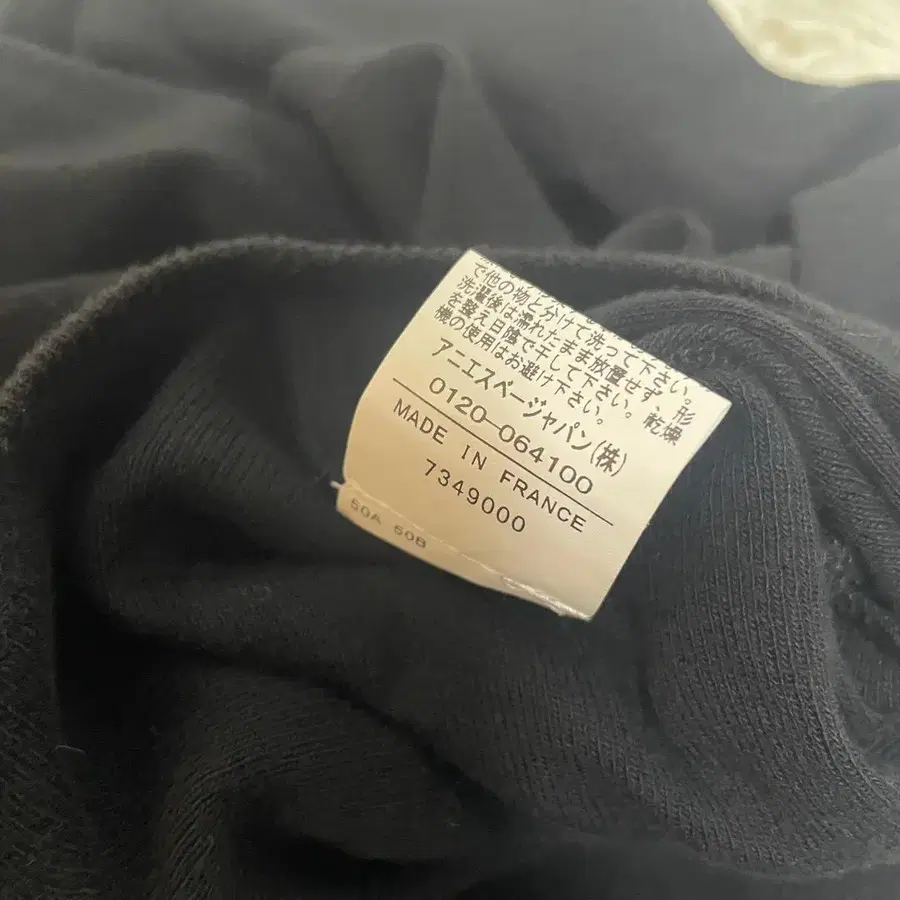 で他の物と分けて洗って下さい。
洗濯後は濡れたまま放置せず、形
を整え日陰で干して下さい。乾燥
機の使用はお避け下さい。
アニエスベージャパン(株)
0120-064100
MADE IN FRANCE
7349000
50A 60B